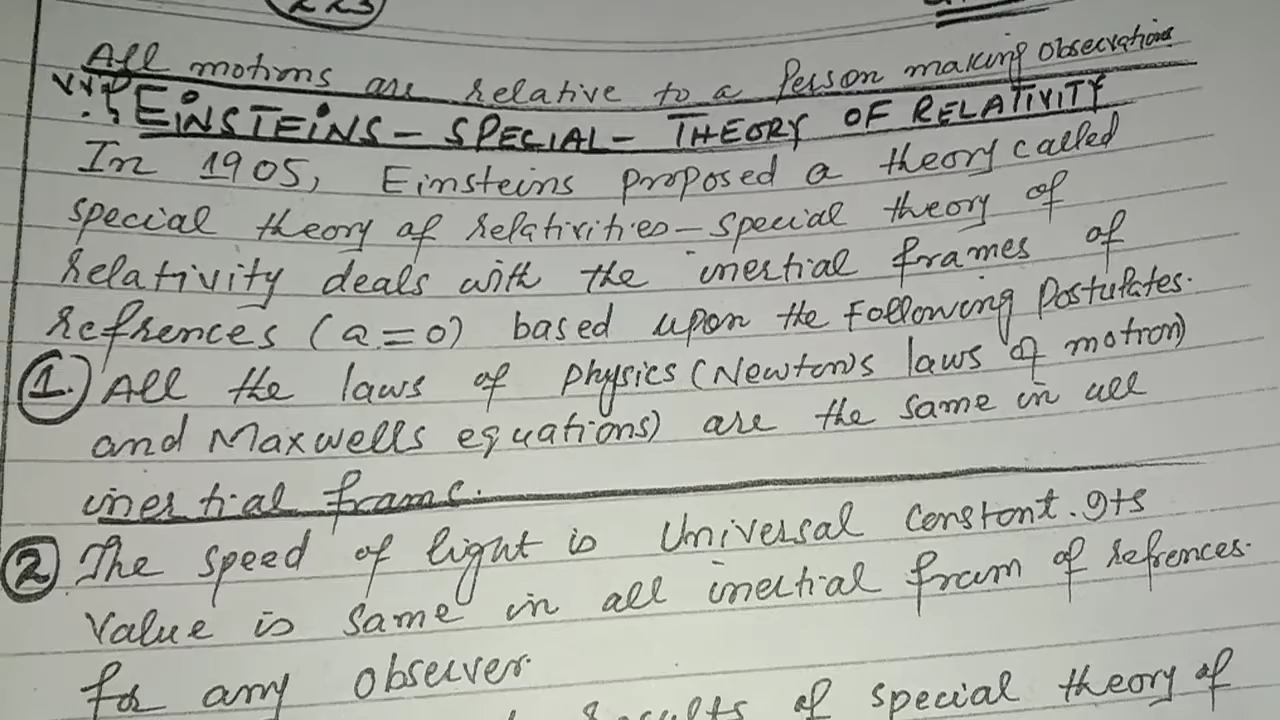 223
All motions are relative to a Person making Observations
VVP: EINSTEINS - SPECIAL - THEORY OF RELATIVITY
In 1905, Einsteins proposed a theory called
special theory of relativities - special theory of
relativity deals with the inertial frames of
refrences (a = 0) based upon the Following Postulates.
1. All the laws of physics (Newton's laws of motion)
and Maxwells equations) are the same in all
inertial frame.
2 The speed of light is Universal constant. Its
Value is same in all inertial fram of refrences.
for any observer.
Results of special theory of